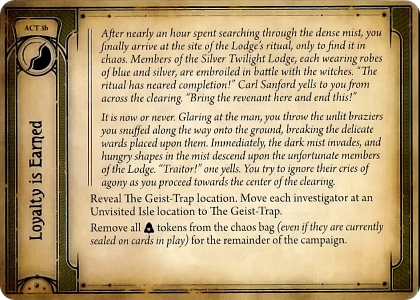 ACT 3b
Loyalty is Earned
After nearly an hour spent searching through the dense mist, you
finally arrive at the site of the Lodge's ritual, only to find it in
chaos. Members of the Silver Twilight Lodge, each wearing robes
of blue and silver, are embroiled in battle with the witches. "The
ritual has neared completion!" Carl Sanford yells to you from
across the clearing. "Bring the revenant here and end this!"
It is now or never. Glaring at the man, you throw the unlit braziers
you snuffed along the way onto the ground, breaking the delicate
wards placed upon them. Immediately, the dark mist invades, and
hungry shapes in the mist descend upon the unfortunate members
of the Lodge. "Traitor!" one yells. You try to ignore their cries of
agony as you proceed towards the center of the clearing.
Reveal The Geist-Trap location. Move each investigator at an
Unvisited Isle location to The Geist-Trap.
Remove all tokens from the chaos bag (even if they are currently
sealed on cards in play) for the remainder of the campaign.